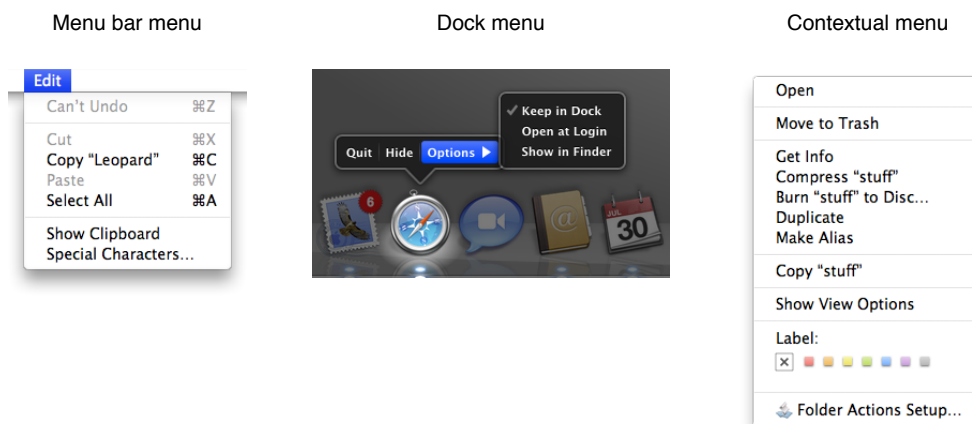 Menu bar menu
Dock menu
Contextual menu
Edit
Can't Undo ⌘Z
Cut ⌘X
Copy “Leopard” ⌘C
Paste ⌘V
Select All ⌘A
Show Clipboard
Special Characters...
Keep in Dock
Open at Login
Show in Finder
Quit Hide Options
6
@
JUL
30
Open
Move to Trash
Get Info
Compress “stuff”
Burn “stuff” to Disc...
Duplicate
Make Alias
Copy “stuff”
Show View Options
Label:
Folder Actions Setup...